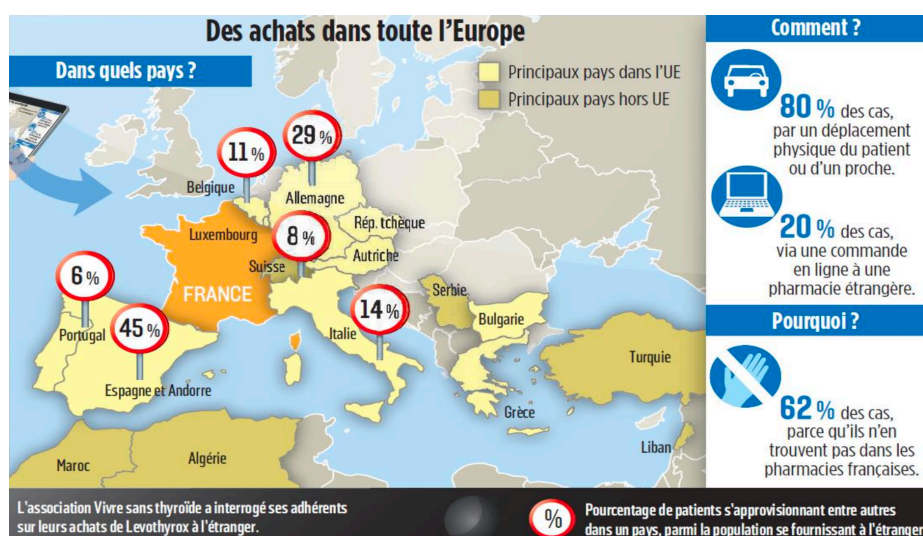 Des achats dans toute l'Europe
Dans quels pays ?
Principaux pays dans l'UE
Principaux pays hors UE
29 %
11 %
Belgique
Allemagne
Rép. tchèque
Luxembourg
8 %
Autriche
Suisse
6 %
FRANCE
Serbie
14 %
Bulgarie
45 %
Portugal
Italie
Turquie
Espagne et Andorre
Grèce
Liban
Algérie
Maroc
Comment ?
80 % des cas,
par un déplacement
physique du patient
ou d'un proche.
20 % des cas,
via une commande
en ligne à une
pharmacie étrangère.
Pourquoi ?
62 % des cas,
parce qu'ils n'en
trouvent pas dans les
pharmacies françaises.
L'association Vivre sans thyroïde a interrogé ses adhérents
sur leurs achats de Levothyrox à l'étranger.
%
Pourcentage de patients s'approvisionnant entre autres
dans un pays, parmi la population se fournissant à l'étranger